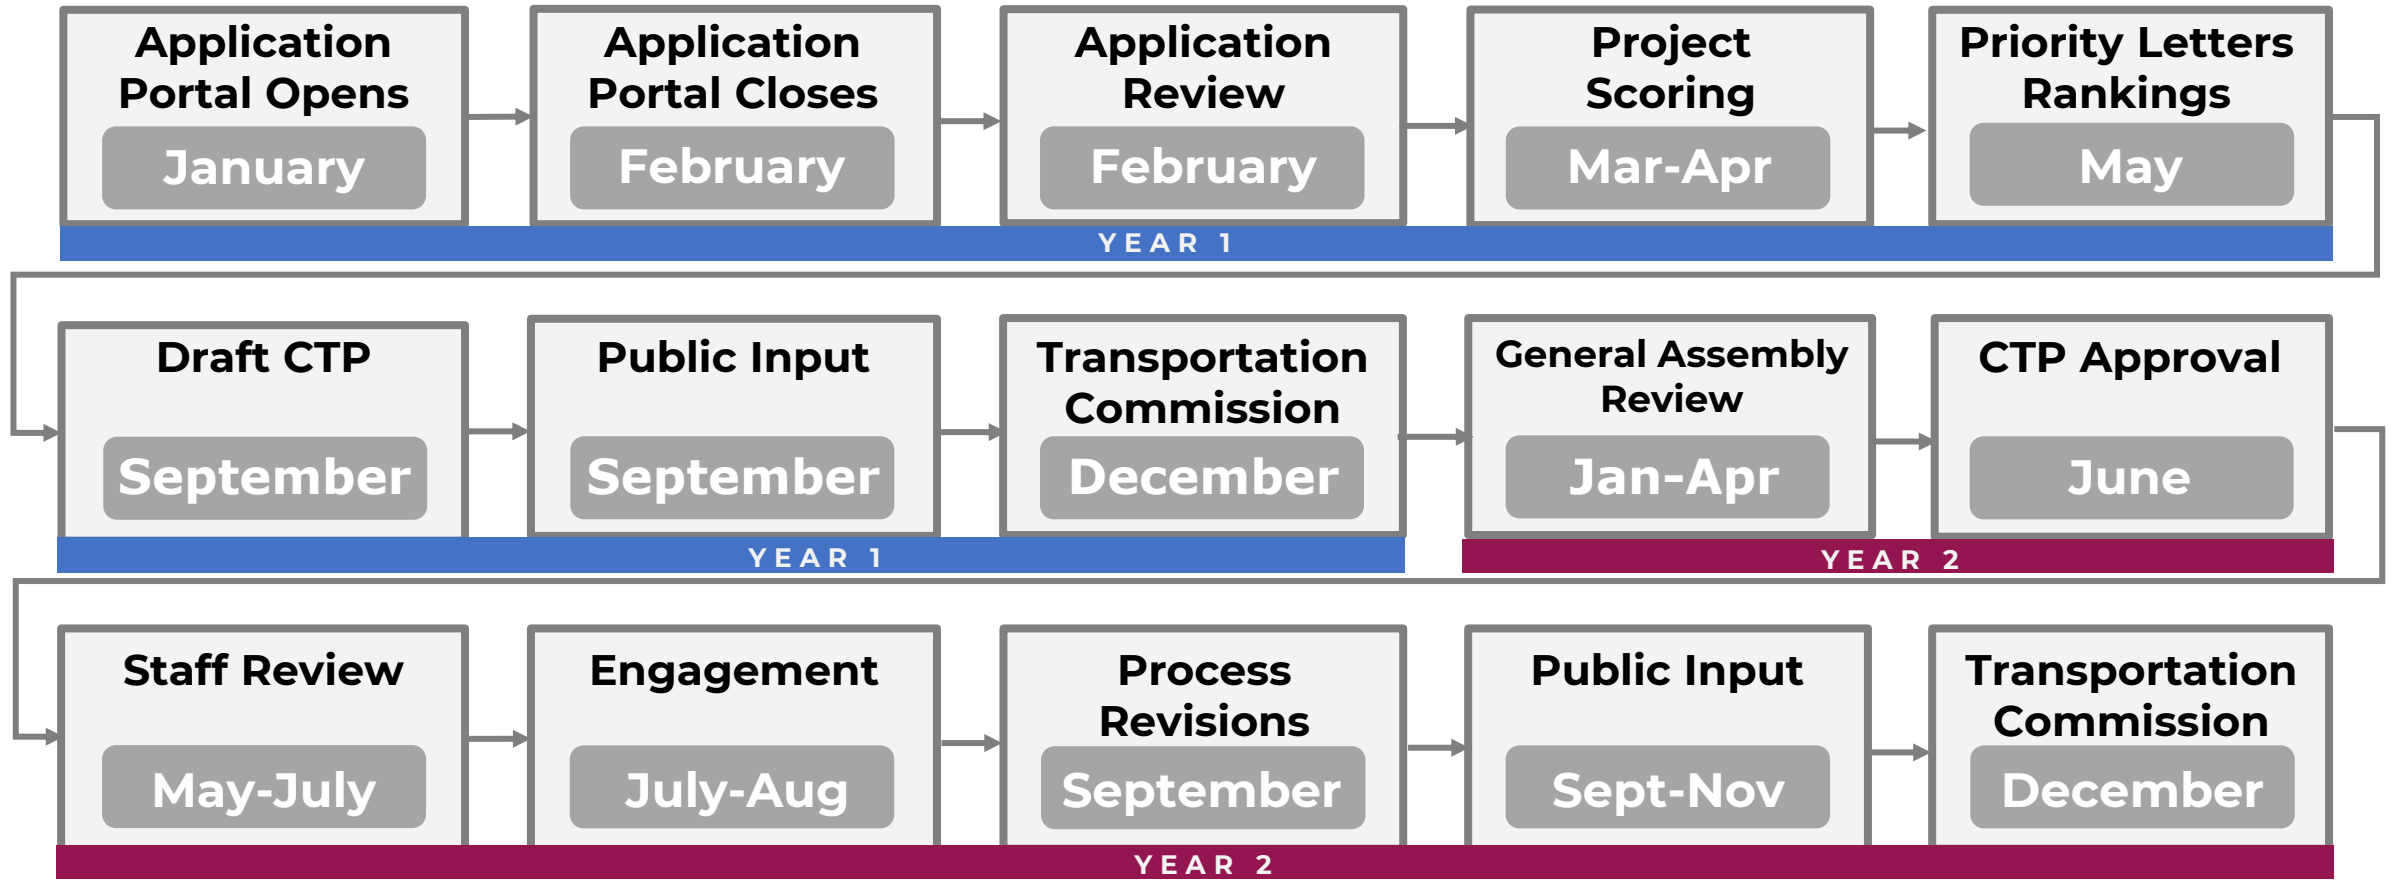 Application
Portal Opens
January
Application
Portal Closes
February
Application
Review
February
Project
Scoring
Mar-Apr
Priority Letters
Rankings
May
YEAR 1
Draft CTP
September
Public Input
September
Transportation
Commission
December
General Assembly
Review
Jan-Apr
CTP Approval
June
YEAR 1
YEAR 2
Staff Review
May-July
Engagement
July-Aug
Process
Revisions
September
Public Input
Sept-Nov
Transportation
Commission
December
YEAR 2